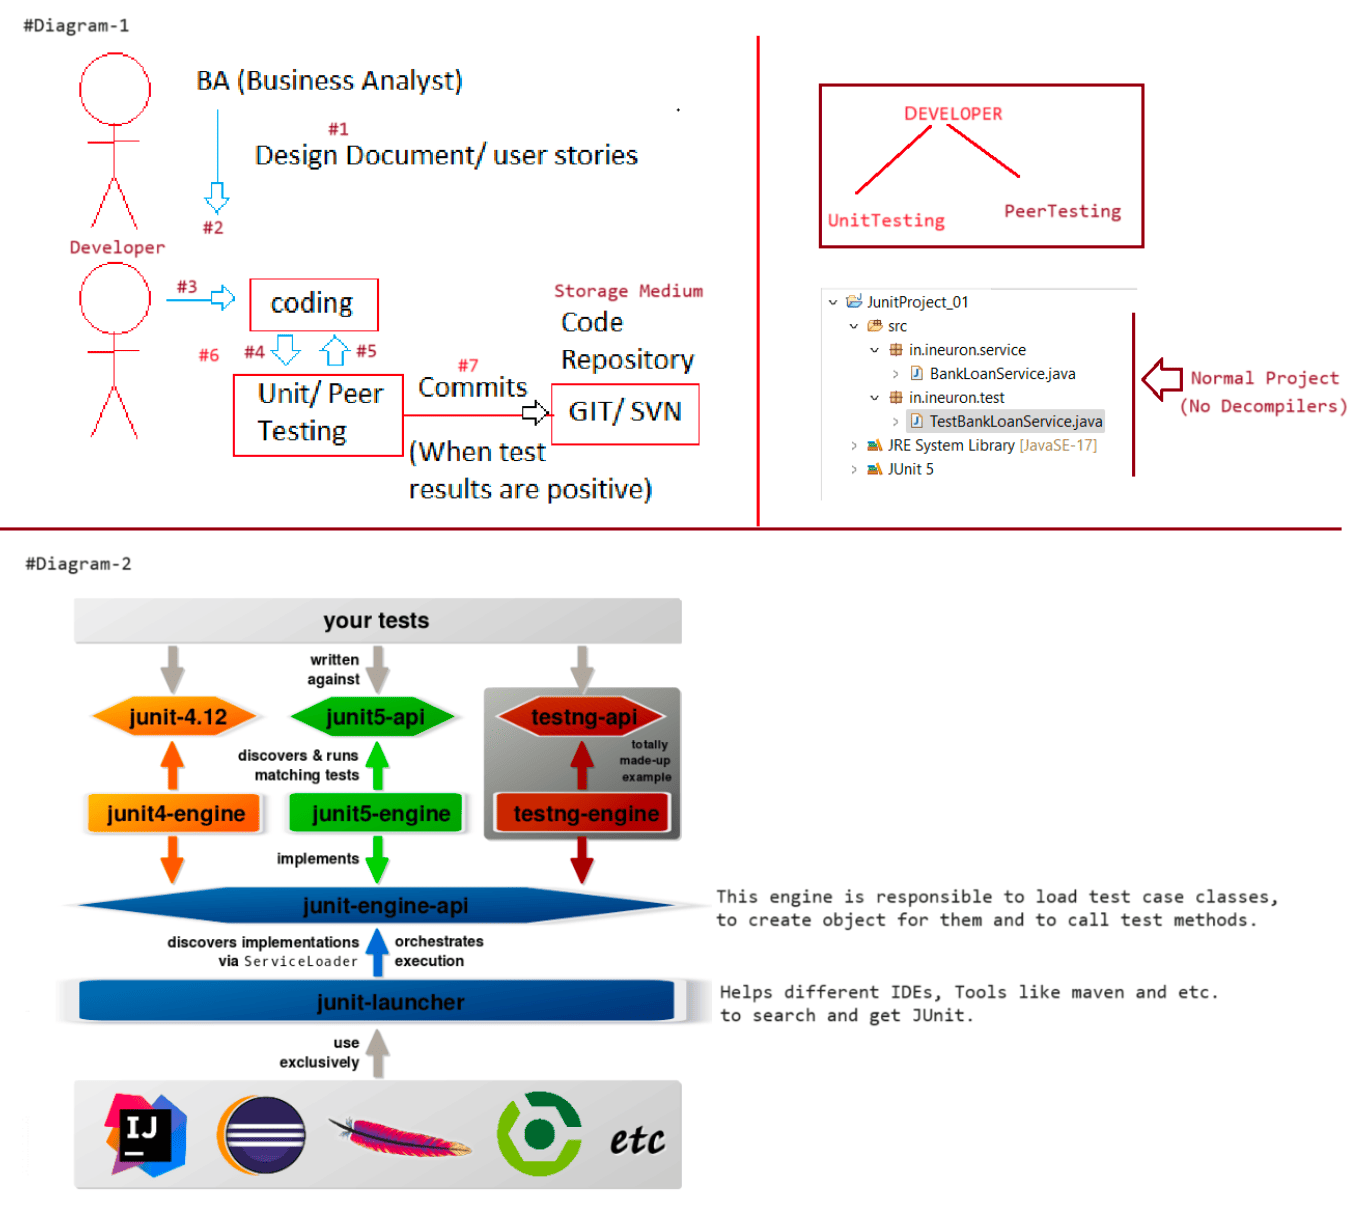 #Diagram-1
BA (Business Analyst)
#1
Design Document/ user stories
#2
Developer
#3
coding
#6
#4
#5
Unit/ Peer
Testing
#7
Commits
(When test
results are positive)
Storage Medium
Code
Repository
GIT/ SVN
DEVELOPER
UnitTesting
PeerTesting
JunitProject_01
src
in.ineuron.service
BankLoanService.java
in.ineuron.test
TestBankLoanService.java
JRE System Library [JavaSE-17]
JUnit 5
Normal Project
(No Decompilers)
#Diagram-2
your tests
written
against
junit-4.12
junit5-api
testng-api
discovers & runs
matching tests
totally
made-up
example
junit4-engine
junit5-engine
testng-engine
implements
junit-engine-api
This engine is responsible to load test case classes,
to create object for them and to call test methods.
discovers implementations
via ServiceLoader
orchestrates
execution
junit-launcher
Helps different IDEs, Tools like maven and etc.
to search and get JUnit.
use
exclusively
IJ
etc